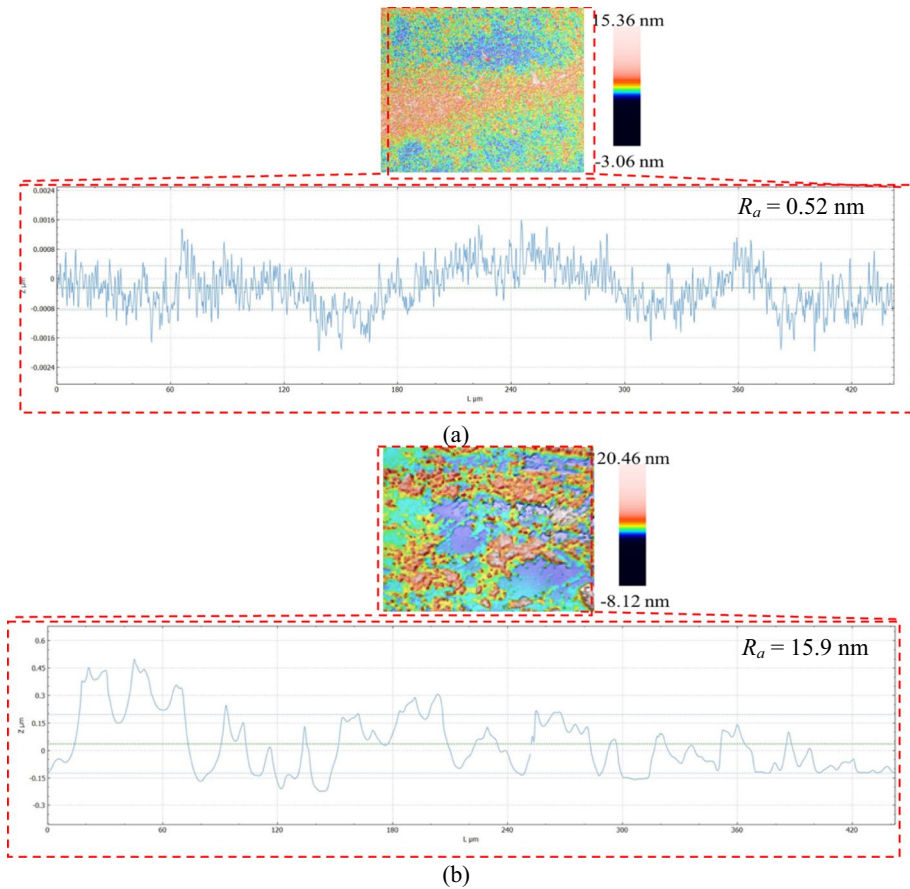 15.36 nm
-3.06 nm
R_a = 0.52 nm
0.0024
0.0016
0.0008
0
-0.0008
-0.0016
-0.0024
Z µm
0 60 120 180 240 300 360 420
L µm
(a)
20.46 nm
-8.12 nm
R_a = 15.9 nm
0.6
0.45
0.3
0.15
0
-0.15
-0.3
Z µm
0 60 120 180 240 300 360 420
L µm
(b)